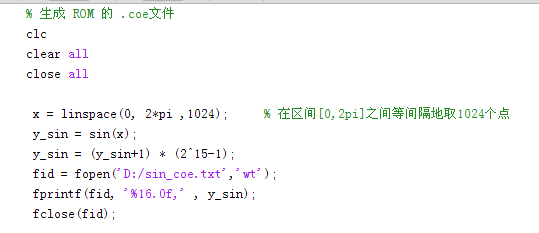 % 生成 ROM 的 .coe文件
clc
clear all
close all
x = linspace(0, 2*pi ,1024);     % 在区间[0,2pi]之间等间隔地取1024个点
y_sin = sin(x);
y_sin = (y_sin+1) * (2^15-1);
fid = fopen('D:/sin_coe.txt','wt');
fprintf(fid, '%16.0f,' , y_sin);
fclose(fid);